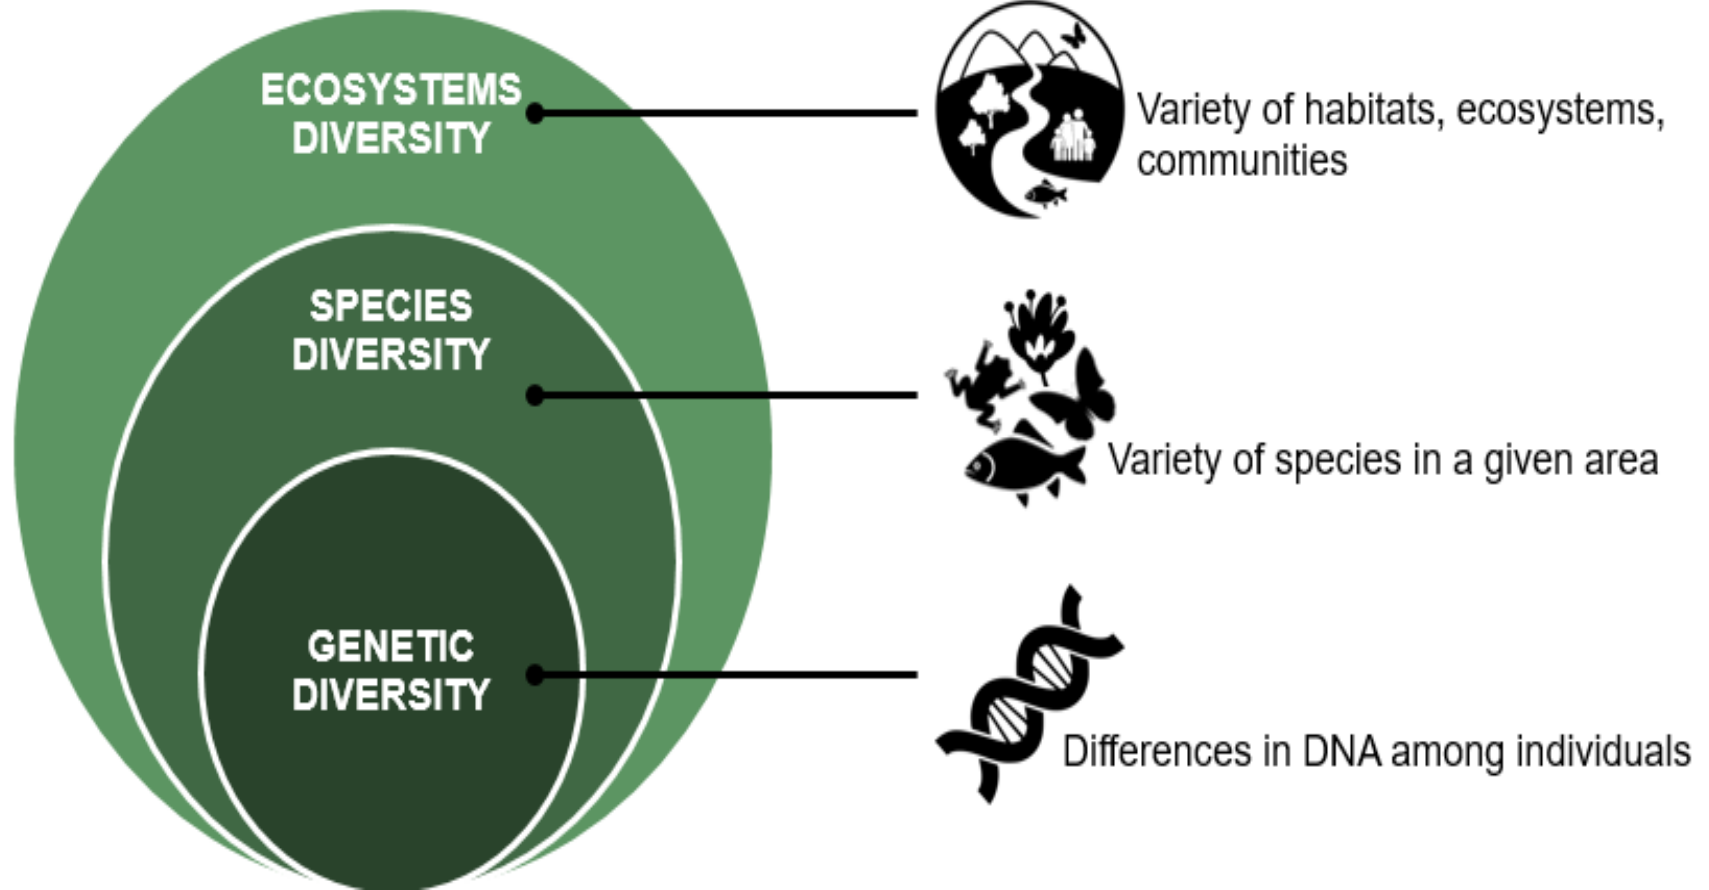 ECOSYSTEMS
DIVERSITY
Variety of habitats, ecosystems,
communities
SPECIES
DIVERSITY
Variety of species in a given area
GENETIC
DIVERSITY
Differences in DNA among individuals